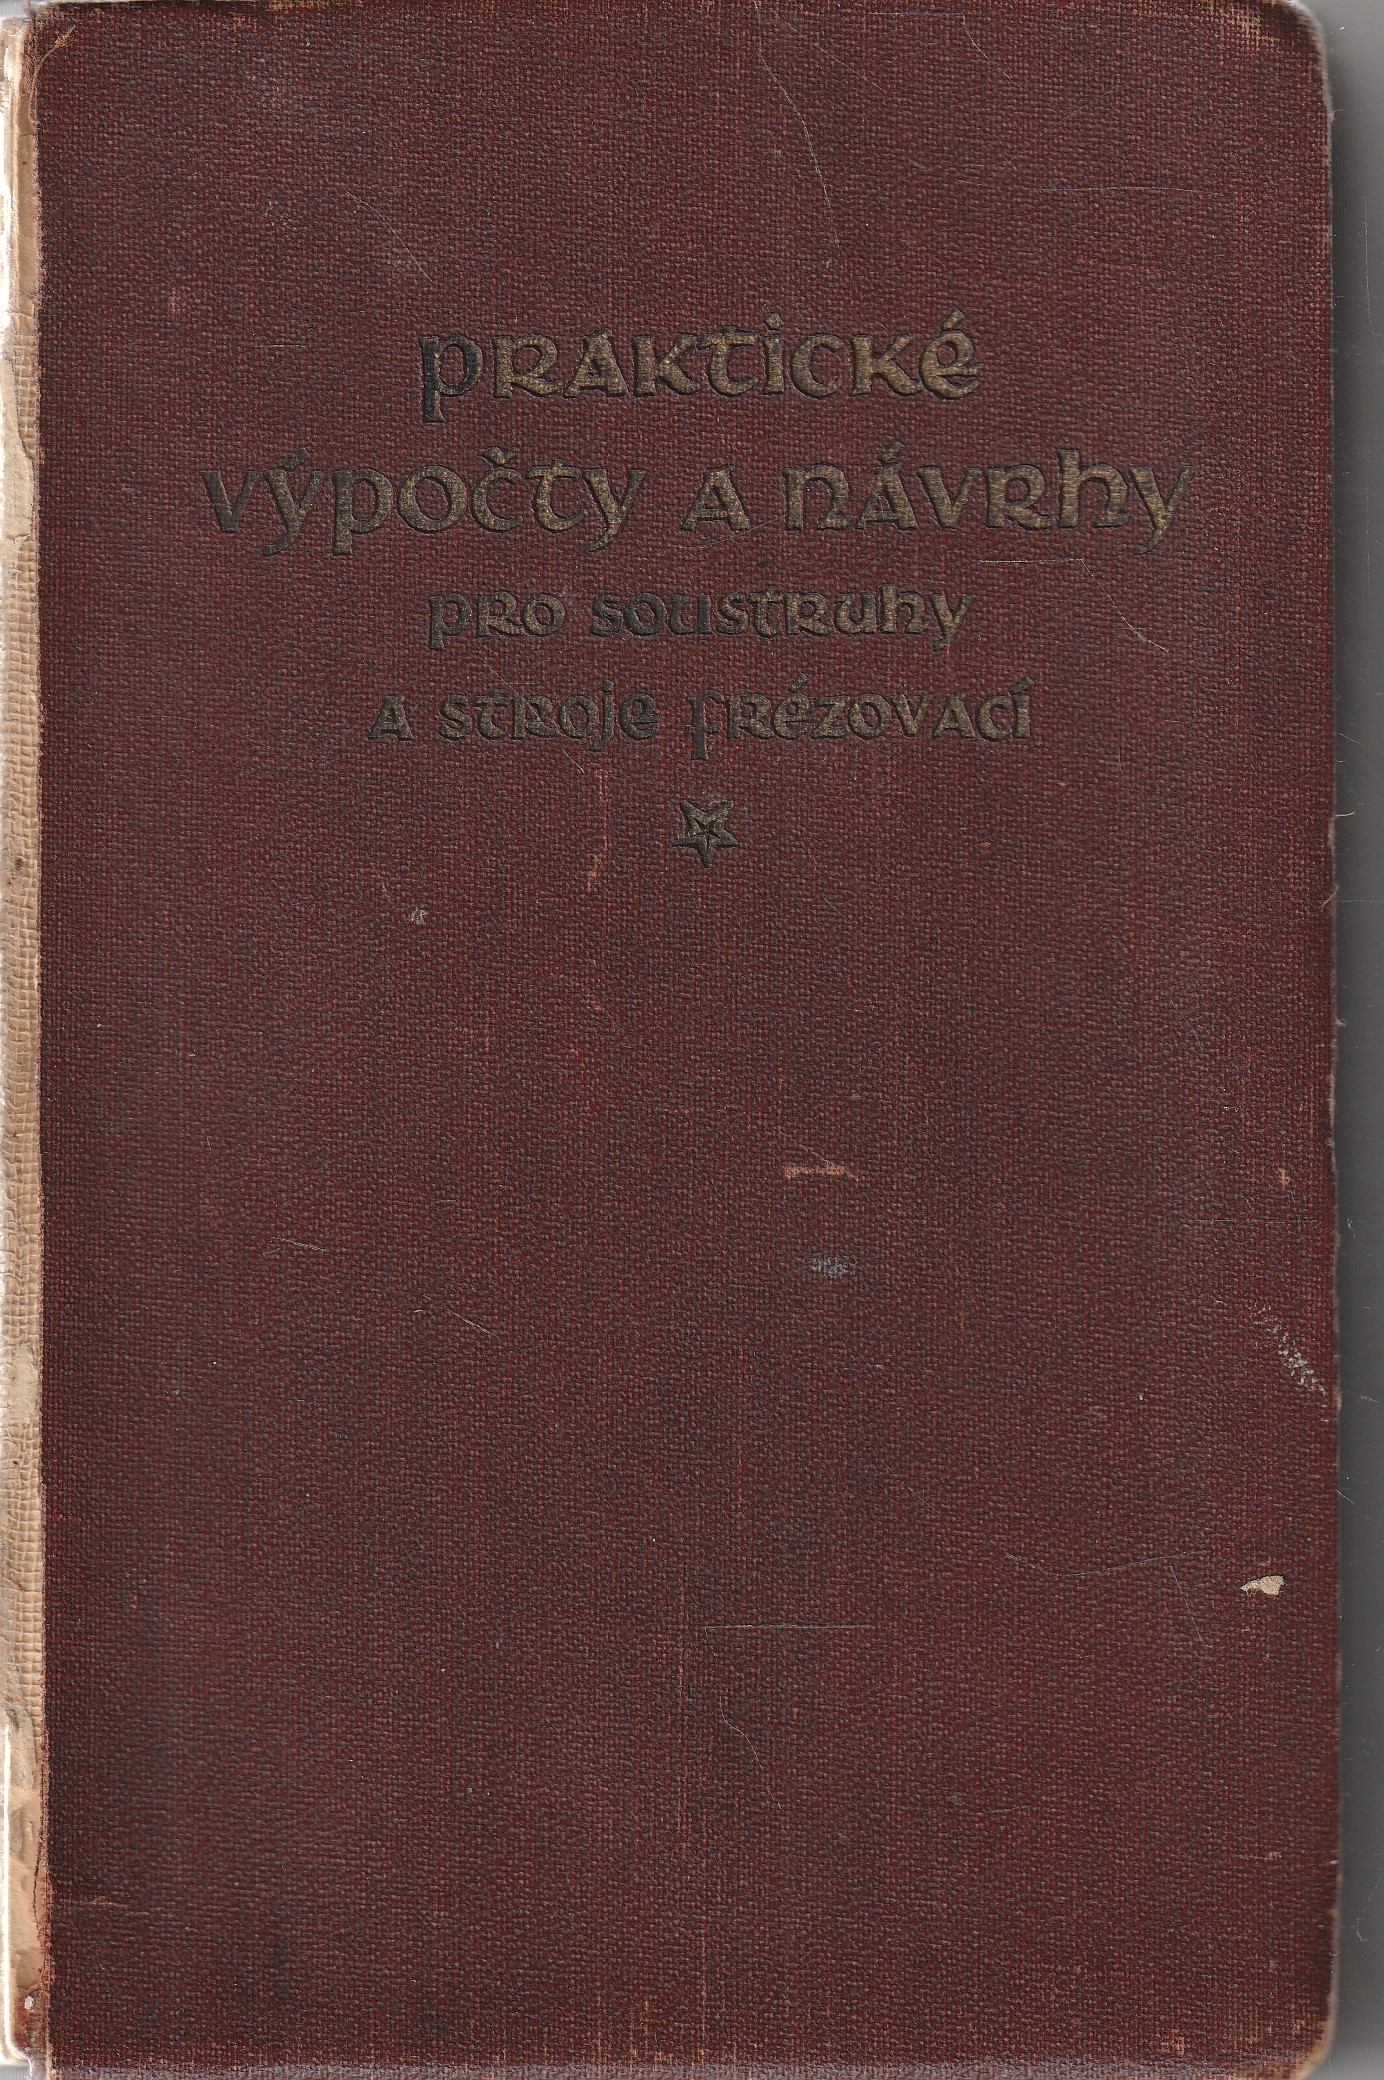 PRAKTICKÉ
VÝPOČTY A NÁVRHY
PRO SOUSTRUHY
A STROJE FRÉZOVACÍ